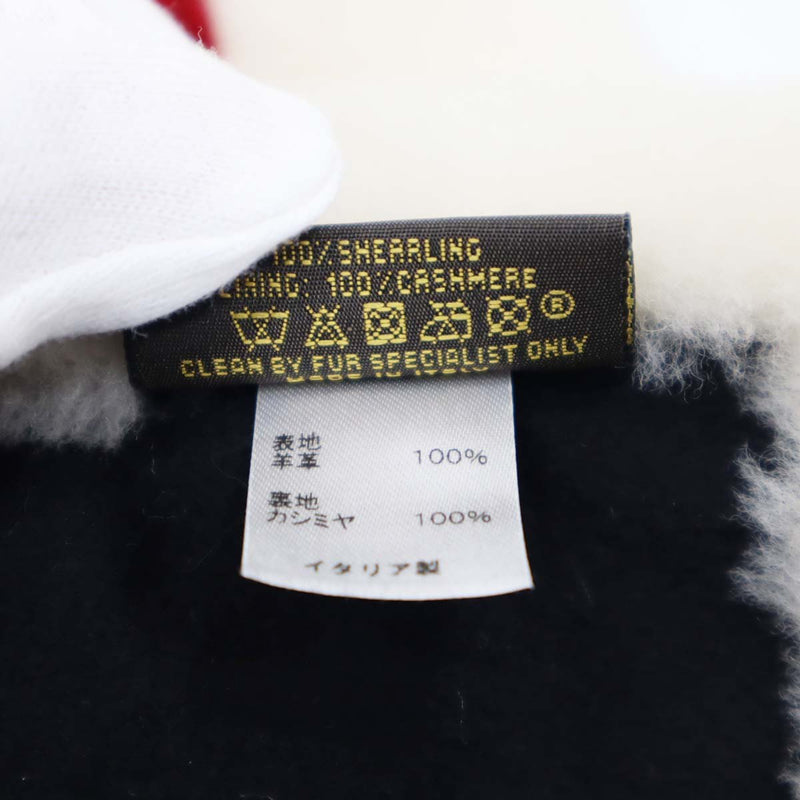 100% SHEARLING
LINING: 100% CASHMERE
®
CLEAN BY FUR SPECIALIST ONLY
表地
羊革 100%
裏地
カシミヤ 100%
イタリア製